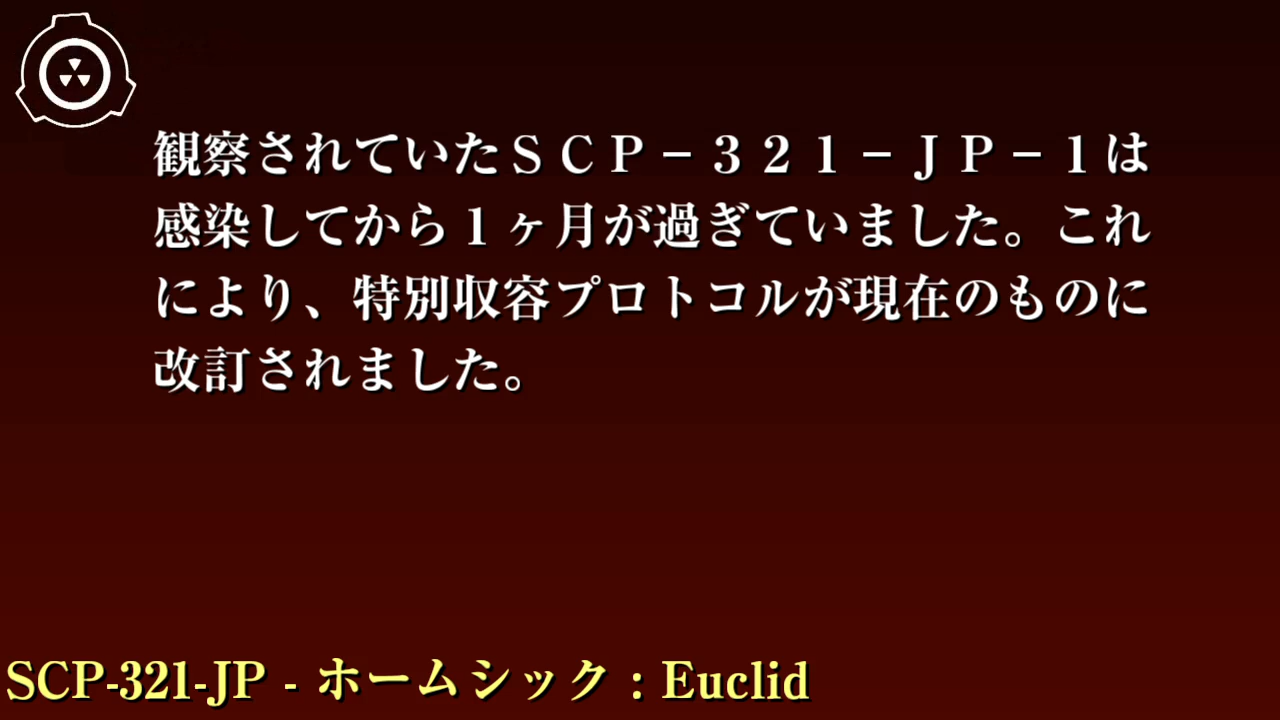 観察されていたＳＣＰ－３２１－ＪＰ－１は
感染してから１ヶ月が過ぎていました。これ
により、特別収容プロトコルが現在のものに
改訂されました。
SCP-321-JP - ホームシック : Euclid